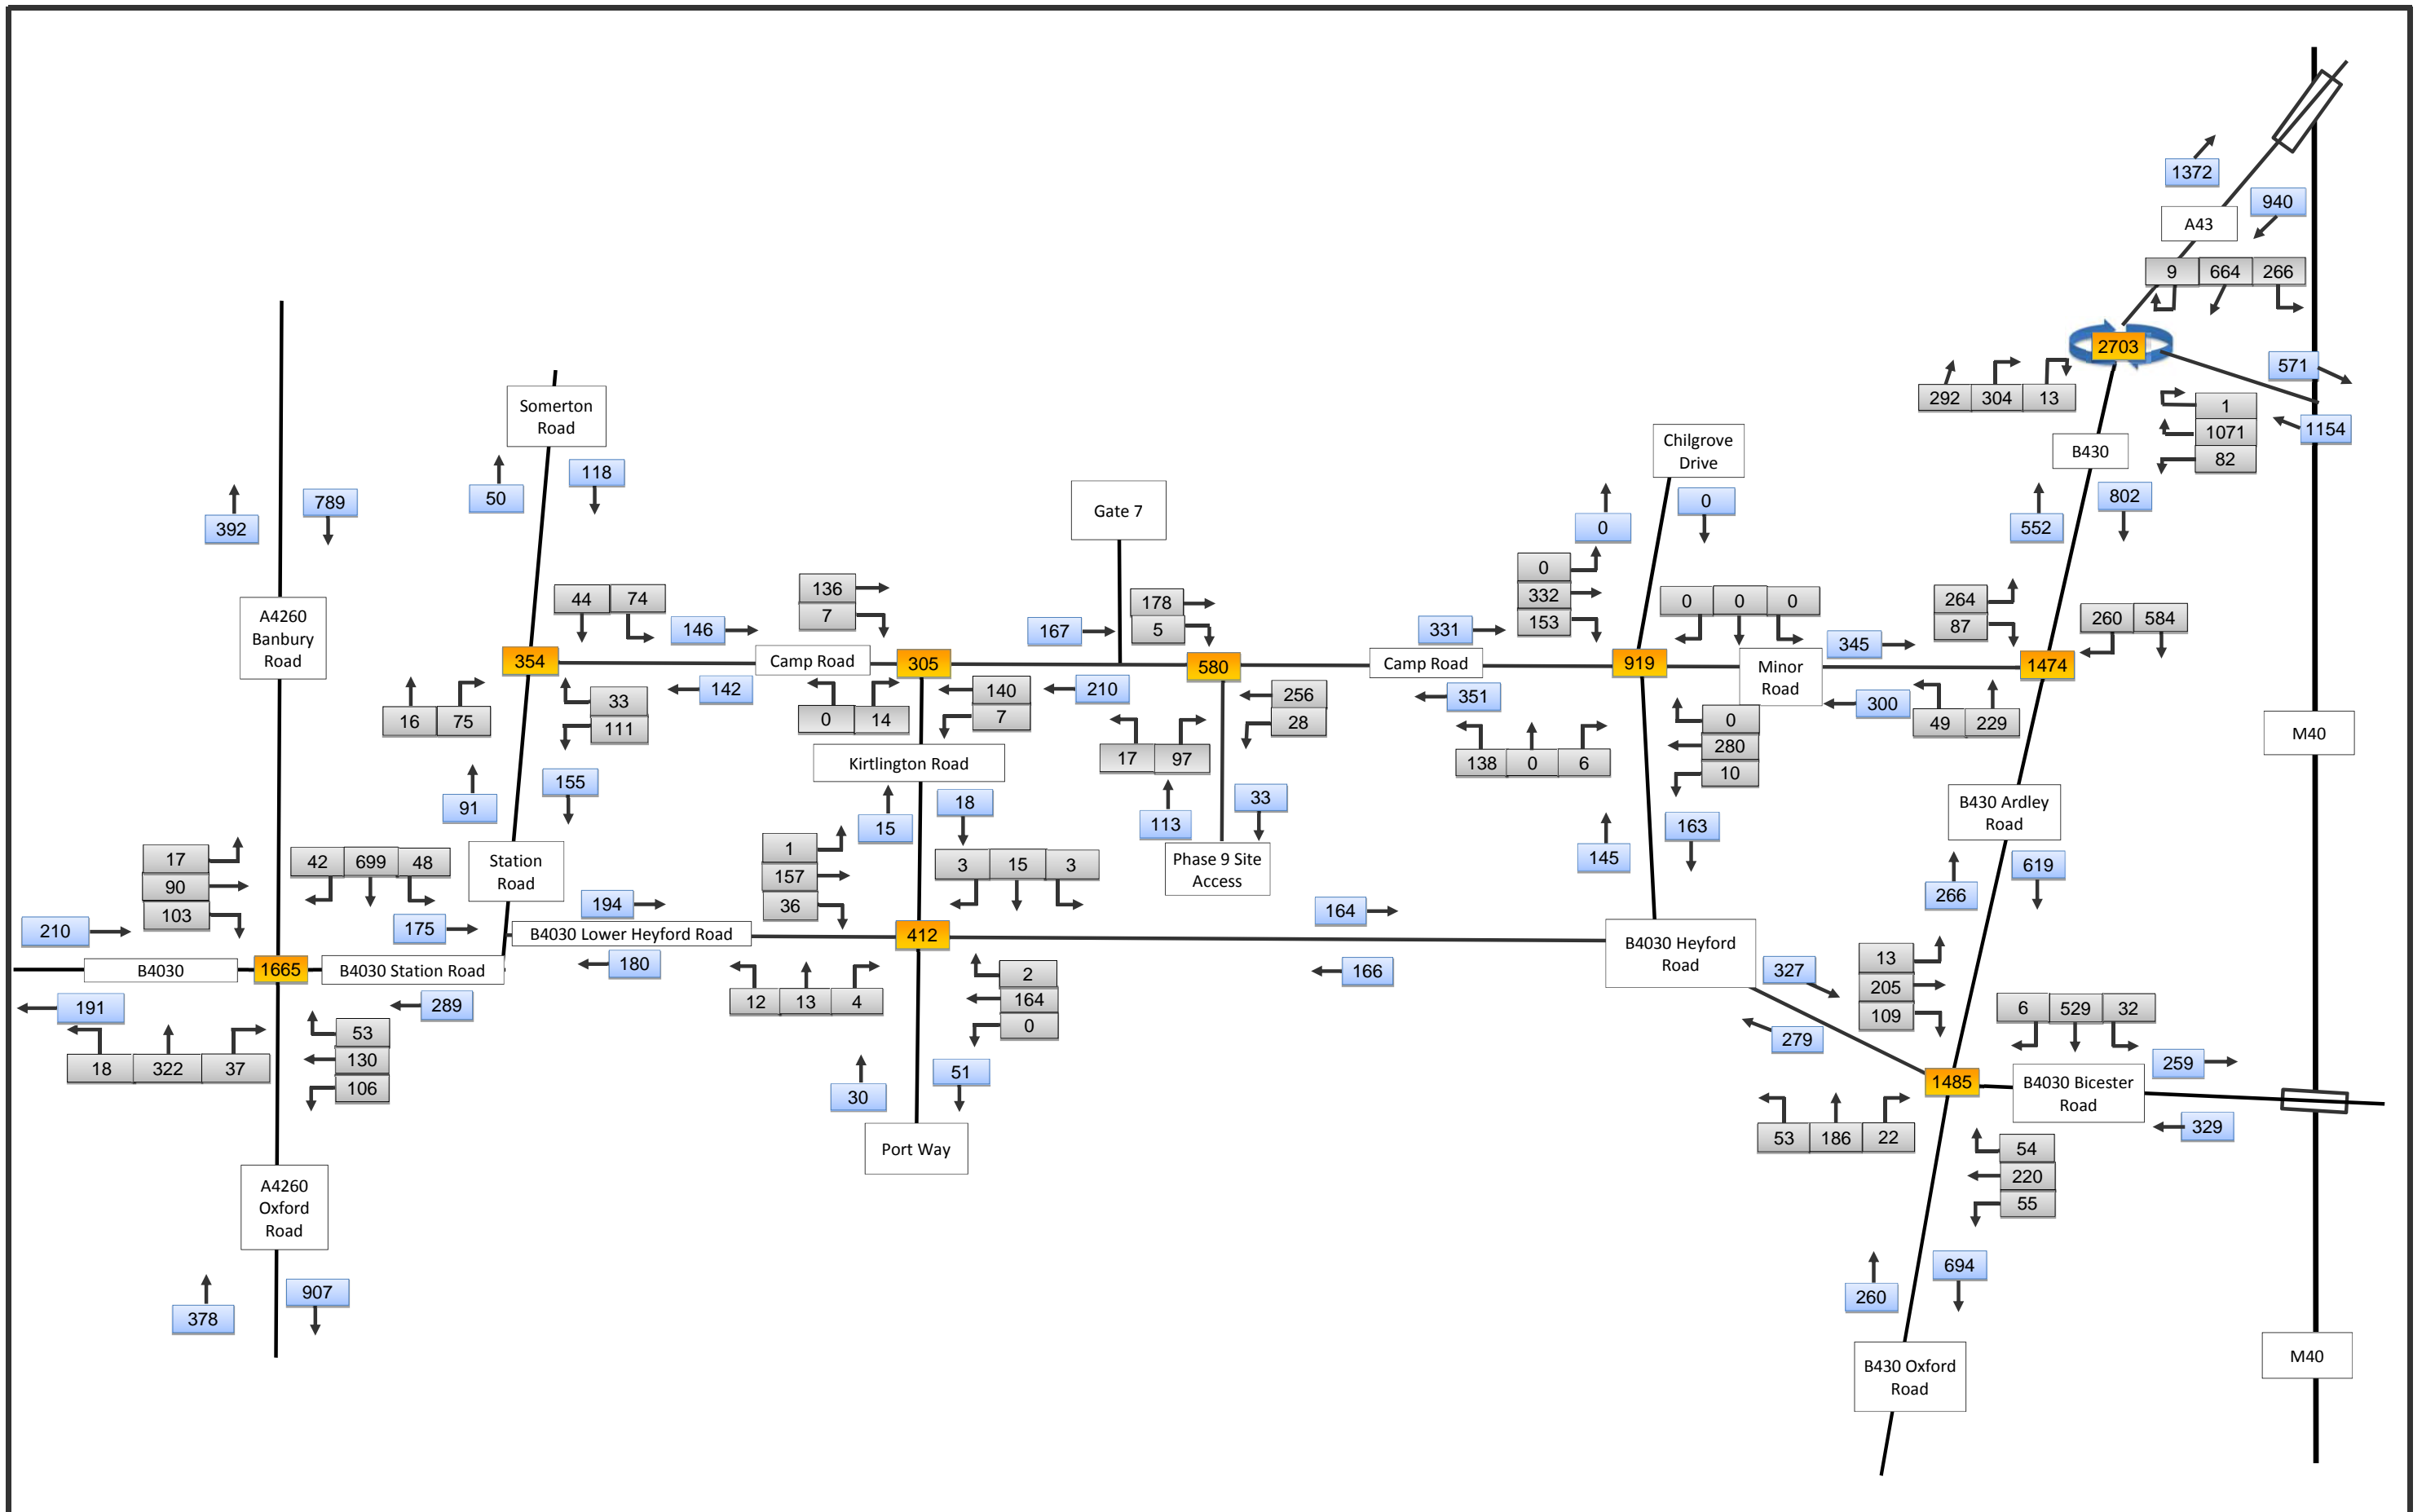 1372
940
A43
9 664 266
2703
571
292 304 13
1
1071
82
1154
B430
802
552
Somerton
Road
118
50
Chilgrove
Drive
0
0
Gate 7
789
392
0
332
153
0 0 0
264
87
260 584
A4260
Banbury
Road
44 74
146
136
7
167
178
5
331
345
354
Camp Road
305
580
Camp Road
919
Minor
Road
1474
16 75
33
111
142
0 14
140
7
210
256
28
351
300
49 229
17 97
138 0 6
0
280
10
M40
Kirtlington Road
91
155
15
18
113
33
145
163
B430 Ardley
Road
17
90
103
42 699 48
Station
Road
1
157
36
3 15 3
Phase 9 Site
Access
266
619
210
175
194
164
B4030 Lower Heyford Road
412
B4030 Heyford
Road
B4030
1665
B4030 Station Road
180
166
327
13
205
109
191
289
12 13 4
2
164
0
279
6 529 32
18 322 37
53
130
106
259
30
51
1485
B4030 Bicester
Road
329
Port Way
53 186 22
54
220
55
A4260
Oxford
Road
378
907
260
694
B430 Oxford
Road
M40